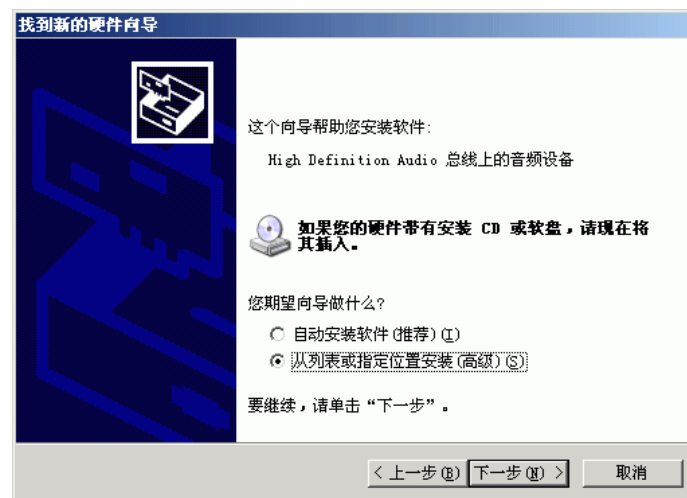 找到新的硬件向导
这个向导帮助您安装软件:
High Definition Audio 总线上的音频设备
如果您的硬件带有安装 CD 或软盘，请现在将
其插入。
您期望向导做什么?
自动安装软件(推荐)(I)
从列表或指定位置安装(高级)(S)
要继续，请单击“下一步”。
< 上一步(B) 下一步(N) > 取消